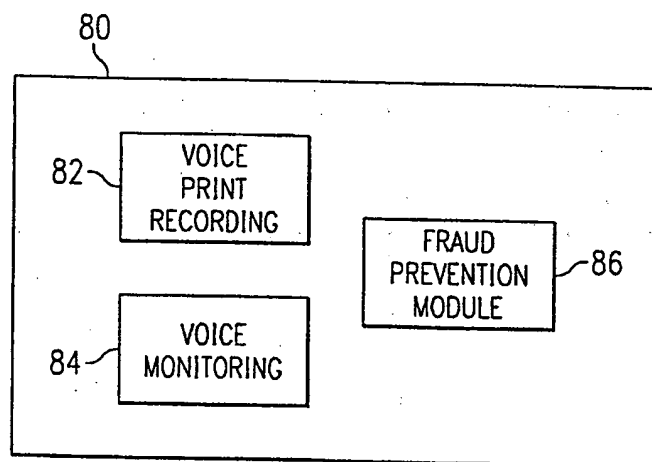 80
82
VOICE
PRINT
RECORDING
FRAUD
PREVENTION
MODULE
86
84
VOICE
MONITORING